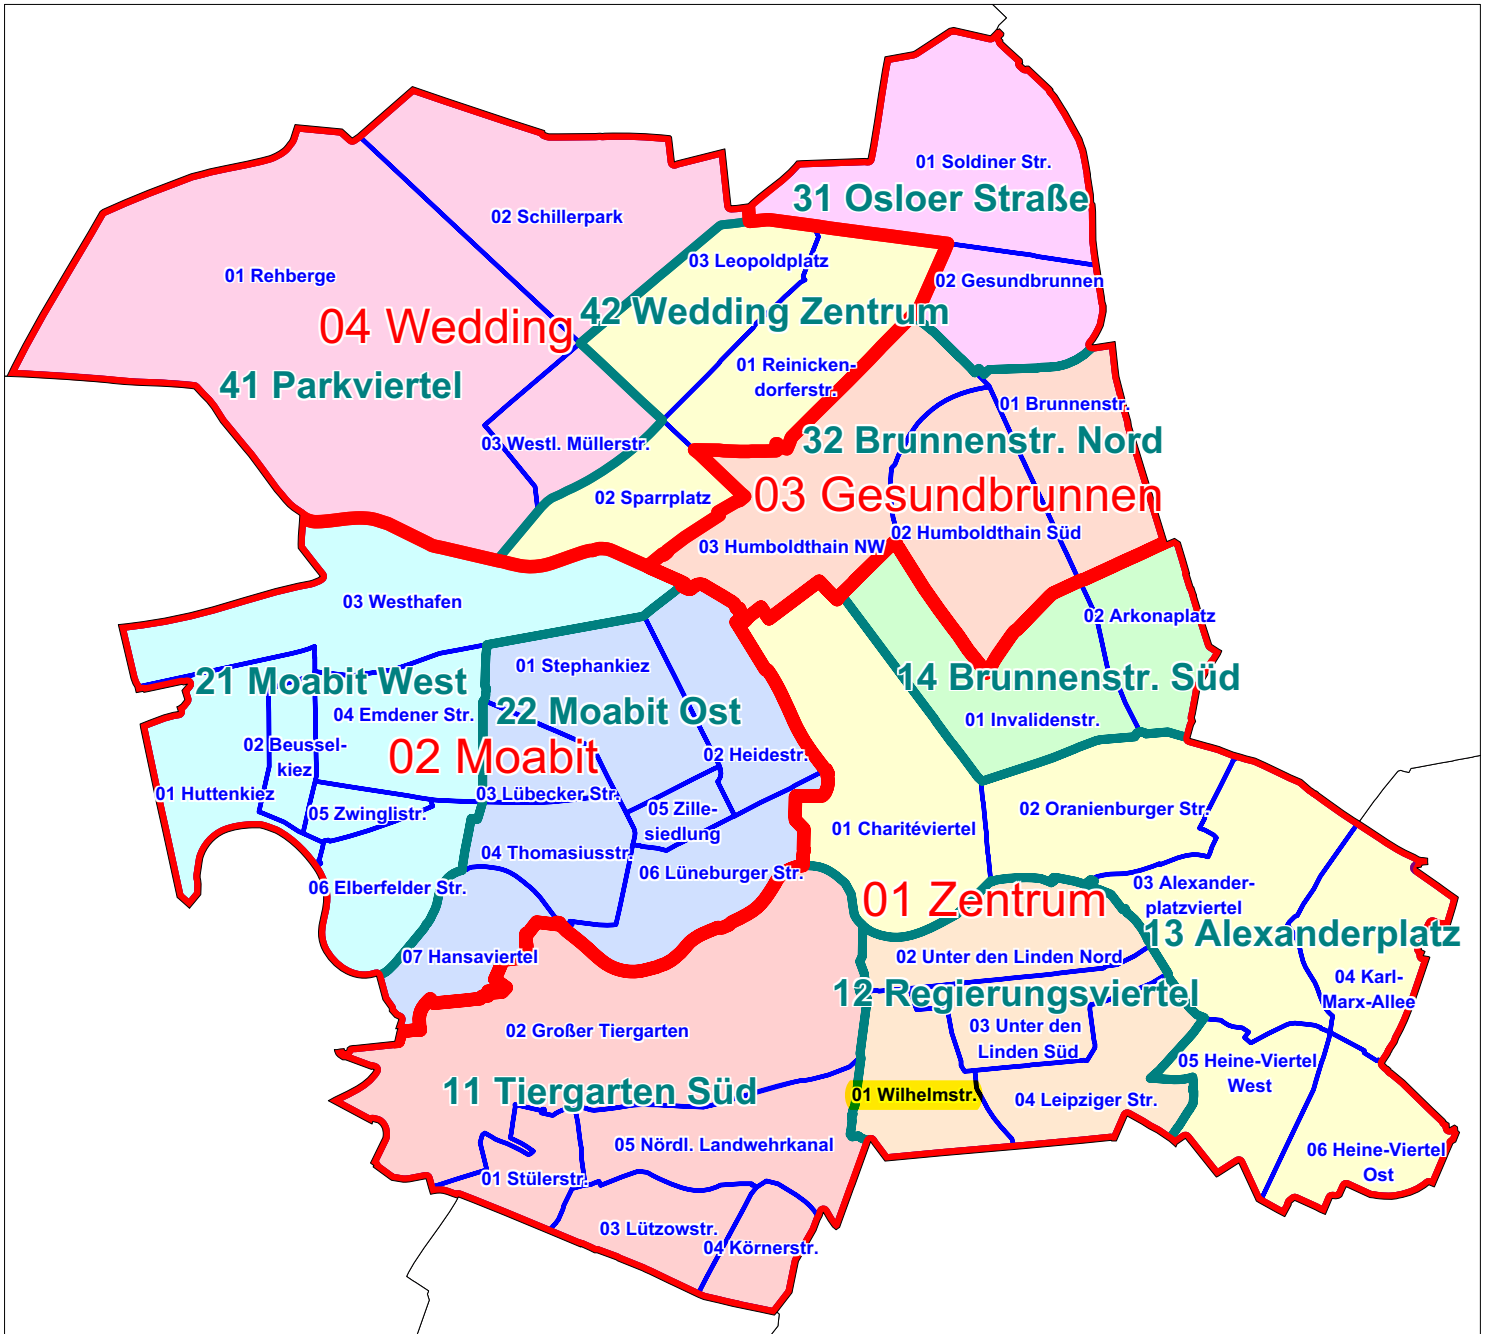 01 Soldiner Str.
31 Osloer Straße
02 Schillerpark
03 Leopoldplatz
01 Rehberge
02 Gesundbrunnen
42 Wedding Zentrum
04 Wedding
01 Reinicken-
dorferstr.
41 Parkviertel
01 Brunnenstr.
03 Westl. Müllerstr.
32 Brunnenstr. Nord
02 Sparrplatz
03 Gesundbrunnen
02 Humboldthain Süd
03 Humboldthain NW
03 Westhafen
02 Arkonaplatz
01 Stephankiez
21 Moabit West
14 Brunnenstr. Süd
04 Emdener Str.
22 Moabit Ost
01 Invalidenstr.
02 Beussel-
kiez
02 Moabit
02 Heidestr.
01 Huttenkiez
03 Lübecker Str.
05 Zwinglistr.
05 Zille-
siedlung
02 Oranienburger Str.
01 Charitéviertel
04 Thomasiusstr.
06 Lüneburger Str.
06 Elberfelder Str.
03 Alexander-
platzviertel
01 Zentrum
13 Alexanderplatz
07 Hansaviertel
02 Unter den Linden Nord
04 Karl-
Marx-Allee
12 Regierungsviertel
02 Großer Tiergarten
03 Unter den
Linden Süd
05 Heine-Viertel
West
11 Tiergarten Süd
01 Wilhelmstr.
04 Leipziger Str.
05 Nördl. Landwehrkanal
06 Heine-Viertel
Ost
01 Stülerstr.
03 Lützowstr.
04 Körnerstr.